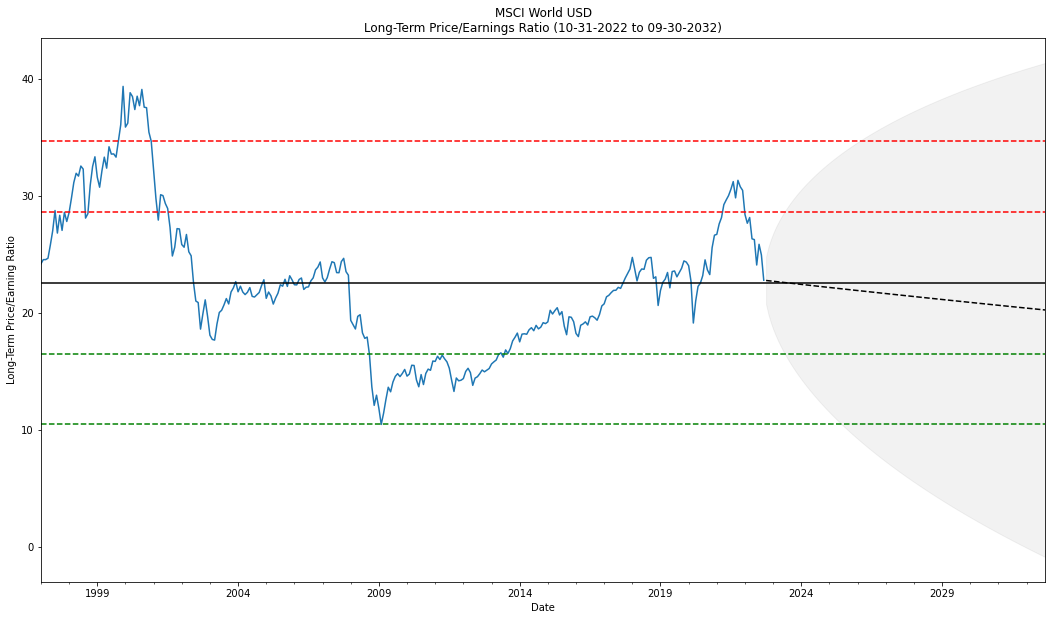 MSCI World USD
Long-Term Price/Earnings Ratio (10-31-2022 to 09-30-2032)
Long-Term Price/Earning Ratio
40
30
20
10
0
1999 2004 2009 2014 2019 2024 2029
Date